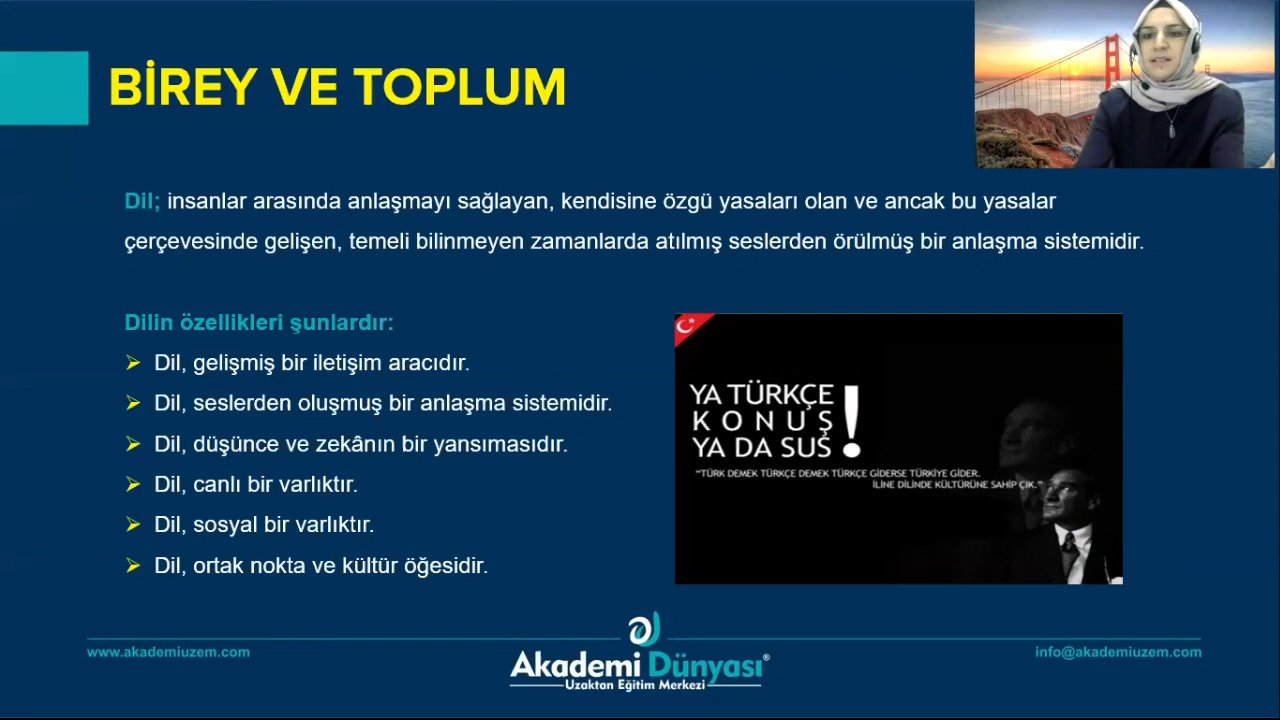 BİREY VE TOPLUM
Dil; insanlar arasında anlaşmayı sağlayan, kendisine özgü yasaları olan ve ancak bu yasalar
çerçevesinde gelişen, temeli bilinmeyen zamanlarda atılmış seslerden örülmüş bir anlaşma sistemidir.
Dilin özellikleri şunlardır:
Dil, gelişmiş bir iletişim aracıdır.
Dil, seslerden oluşmuş bir anlaşma sistemidir.
Dil, düşünce ve zekânın bir yansımasıdır.
Dil, canlı bir varlıktır.
Dil, sosyal bir varlıktır.
Dil, ortak nokta ve kültür öğesidir.
YA TÜRKÇE
KONUŞ
YA DA SUS !
“TÜRK DEMEK TÜRKÇE DEMEK TÜRKÇE GİDERSE TÜRKİYE GİDER.
İLİNE DİLİNDE KÜLTÜRÜNE SAHİP ÇIK.”
www.akademiuzem.com
Akademi Dünyası®
Uzaktan Eğitim Merkezi
info@akademiuzem.com